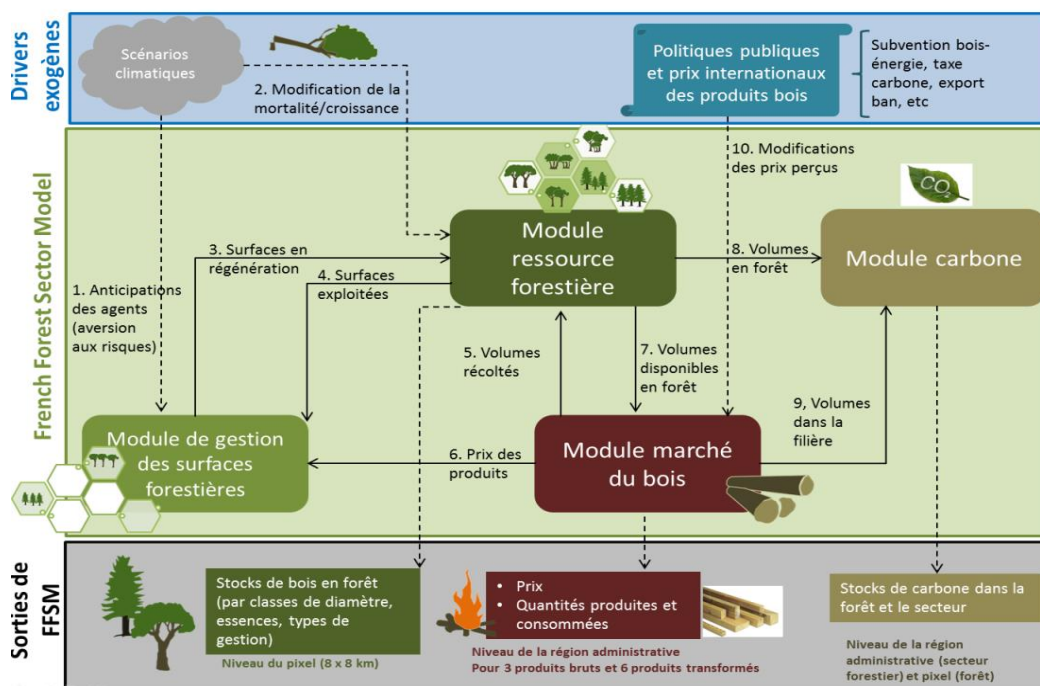 Drivers
exogènes
Scénarios
climatiques
2. Modification de la
mortalité/croissance
Politiques publiques
et prix internationaux
des produits bois
Subvention bois-
énergie, taxe
carbone, export
ban, etc
French Forest Sector Model
10. Modifications
des prix perçus
CO2
Module
ressource
forestière
Module carbone
3. Surfaces en
régénération
4. Surfaces
exploitées
8. Volumes
en forêt
1. Anticipations
des agents
(aversion
aux risques)
5. Volumes
récoltés
7. Volumes
disponibles
en forêt
9, Volumes
dans la
filière
Module de gestion
des surfaces
forestières
6. Prix des
produits
Module marché
du bois
Sorties de
FFSM
Stocks de bois en forêt
(par classes de diamètre,
essences, types de
gestion)
Niveau du pixel (8 x 8 km)
• Prix
• Quantités produites et
consommées
Niveau de la région administrative
Pour 3 produits bruts et 6 produits transformés
Stocks de carbone dans la
forêt et le secteur
Niveau de la région
administrative (secteur
forestier) et pixel (forêt)